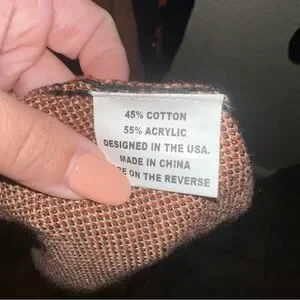 45% COTTON
55% ACRYLIC
DESIGNED IN THE USA.
MADE IN CHINA
ON THE REVERSE